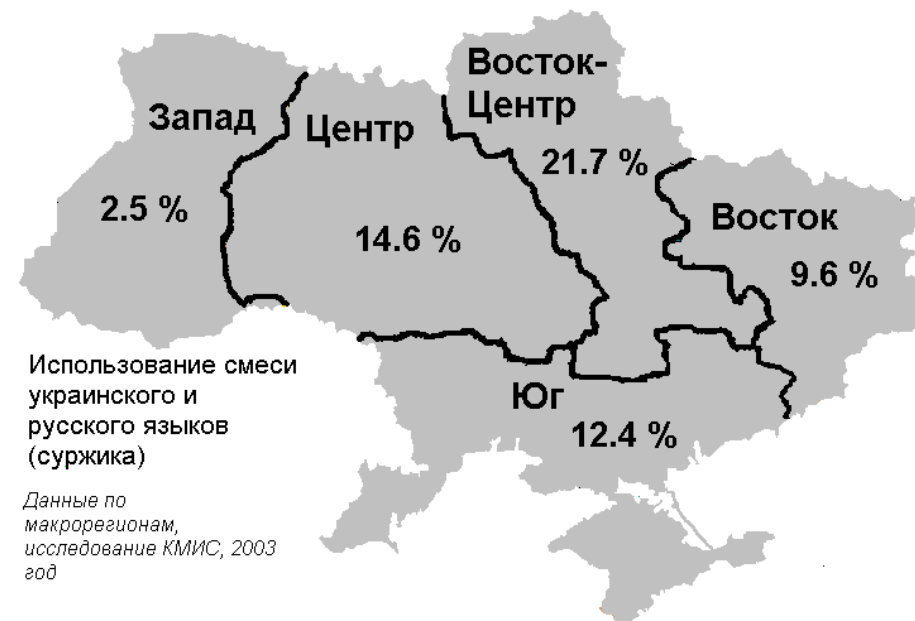 Восток-
Центр
21.7 %
Запад
2.5 %
Центр
14.6 %
Восток
9.6 %
Юг
12.4 %
Использование смеси
украинского и
русского языков
(суржика)
Данные по
макрорегионам,
исследование КМИС, 2003
год